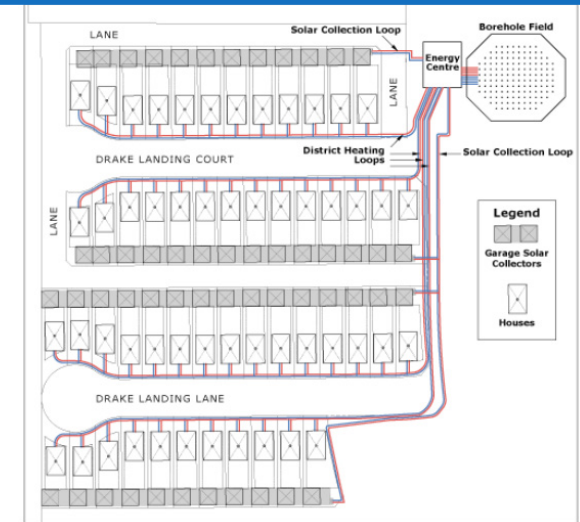 LANE
Solar Collection Loop
Borehole Field
Energy
Centre
LANE
District Heating
Loops
Solar Collection Loop
DRAKE LANDING COURT
LANE
Legend
Garage Solar
Collectors
Houses
DRAKE LANDING LANE